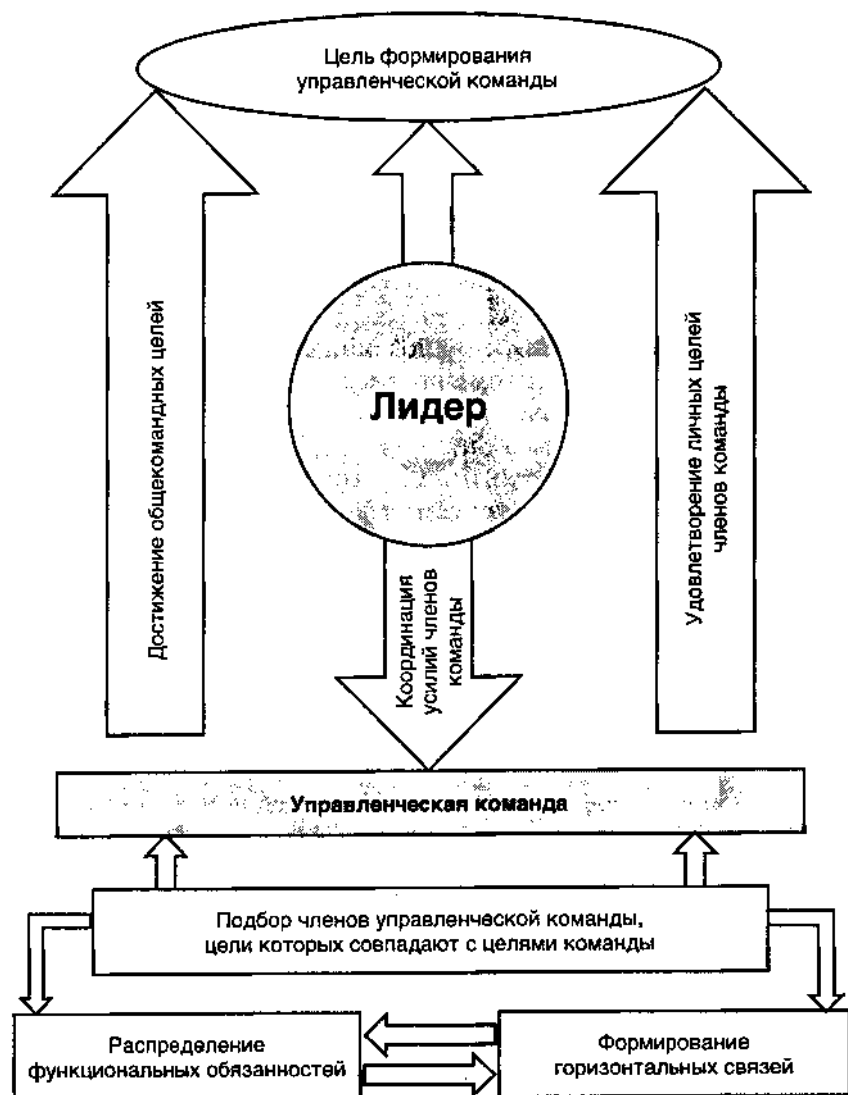 Цель формирования
управленческой команды
Достижение общекомандных целей
Лидер
Координация
усилий членов
команды
Удовлетворение личных целей
членов команды
Управленческая команда
Подбор членов управленческой команды,
цели которых совпадают с целями команды
Распределение
функциональных обязанностей
Формирование
горизонтальных связей